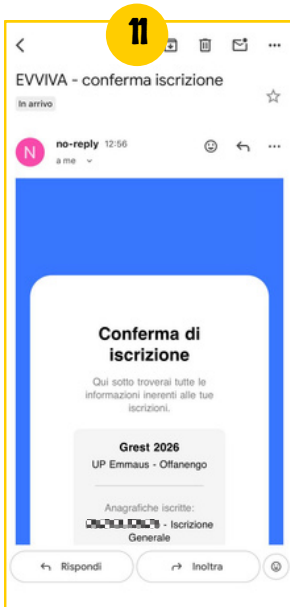 11
EVVIVA - conferma iscrizione
In arrivo
N
no-reply 12:56
a me
Conferma di
iscrizione
Qui sotto troverai tutte le
informazioni inerenti alle tue
iscrizioni.
Grest 2026
UP Emmaus - Offanengo
Anagrafiche iscritte:
- Iscrizione
Generale
Rispondi
Inoltra